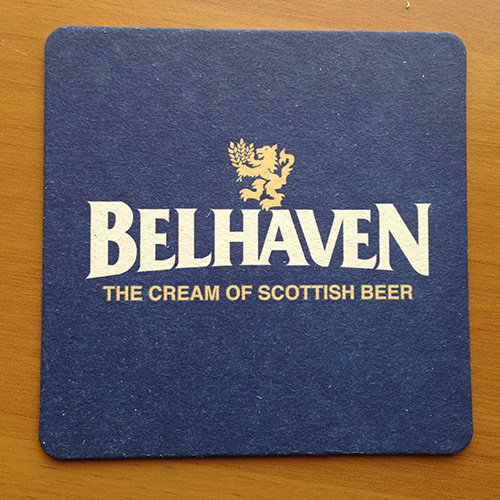 BELHAVEN
THE CREAM OF SCOTTISH BEER